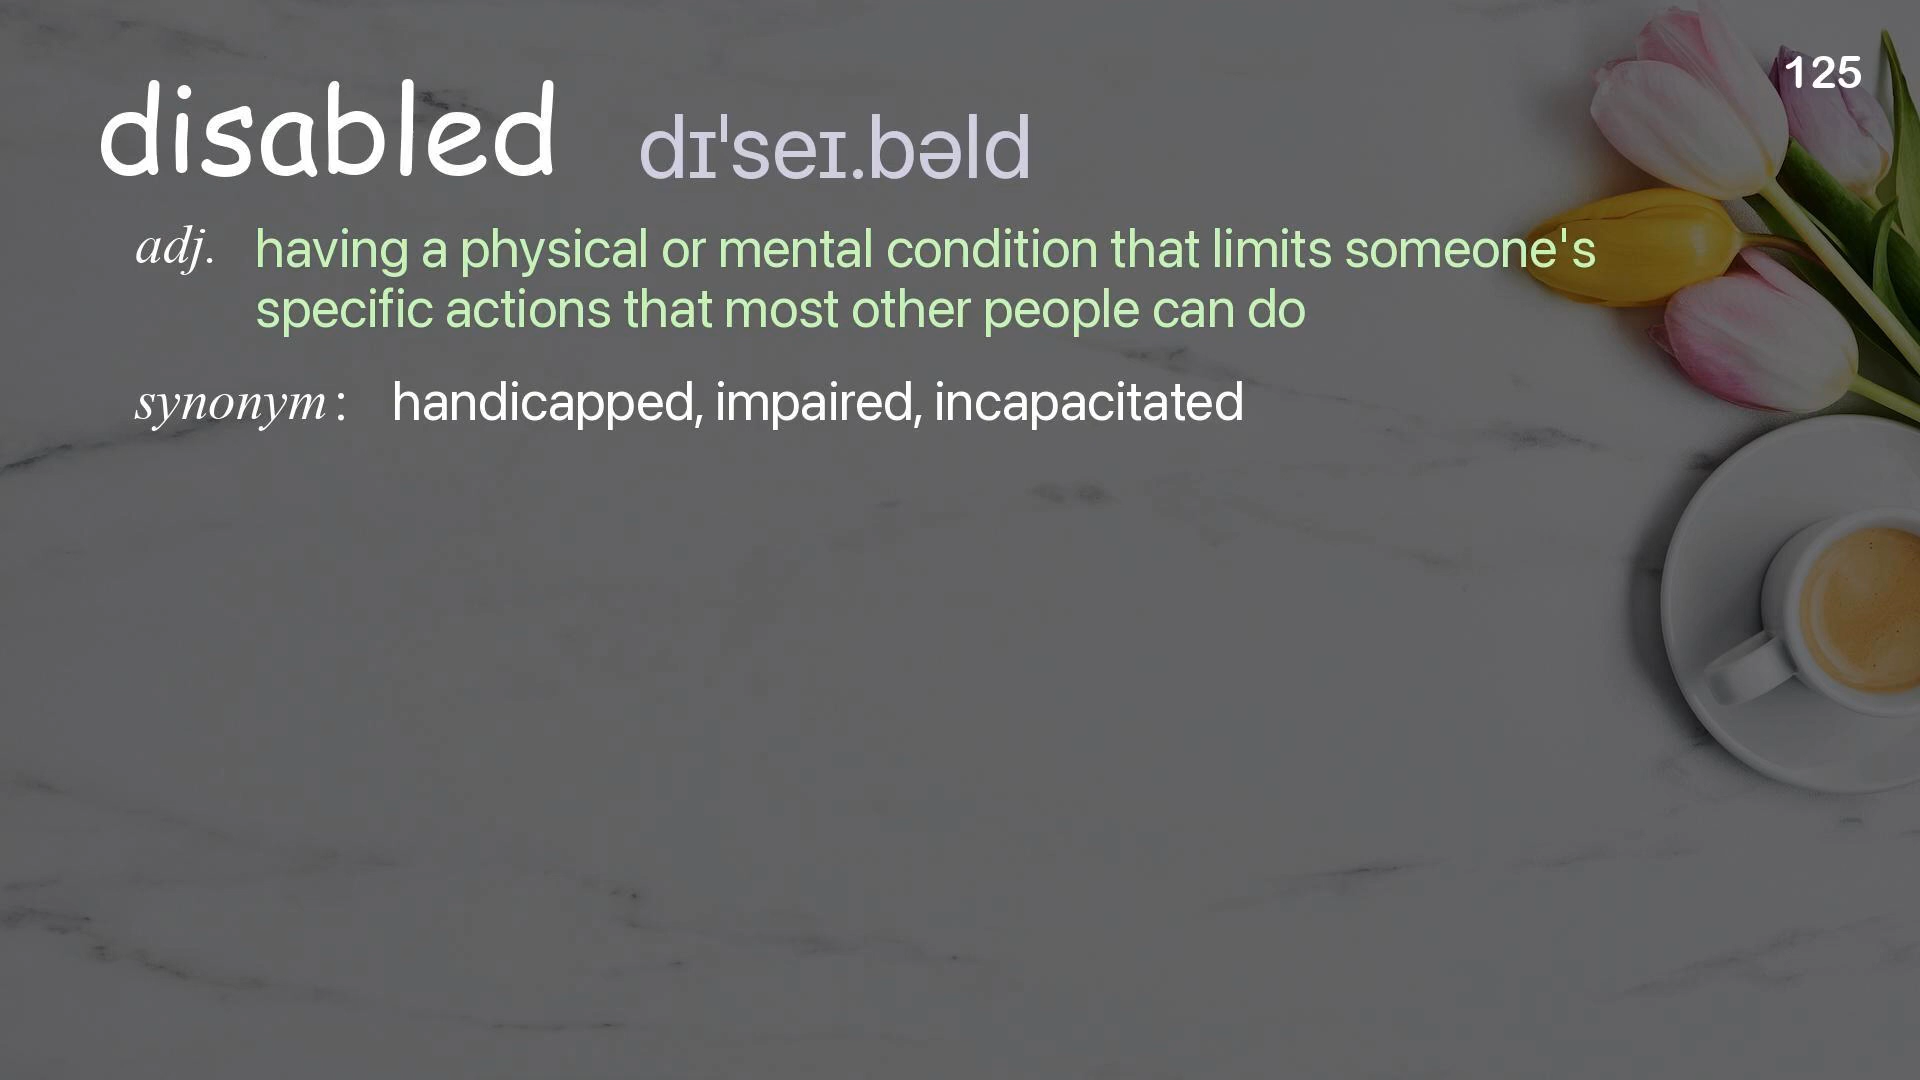 125
disabled dɪˈseɪ.bəld
adj. having a physical or mental condition that limits someone's
specific actions that most other people can do
synonym : handicapped, impaired, incapacitated